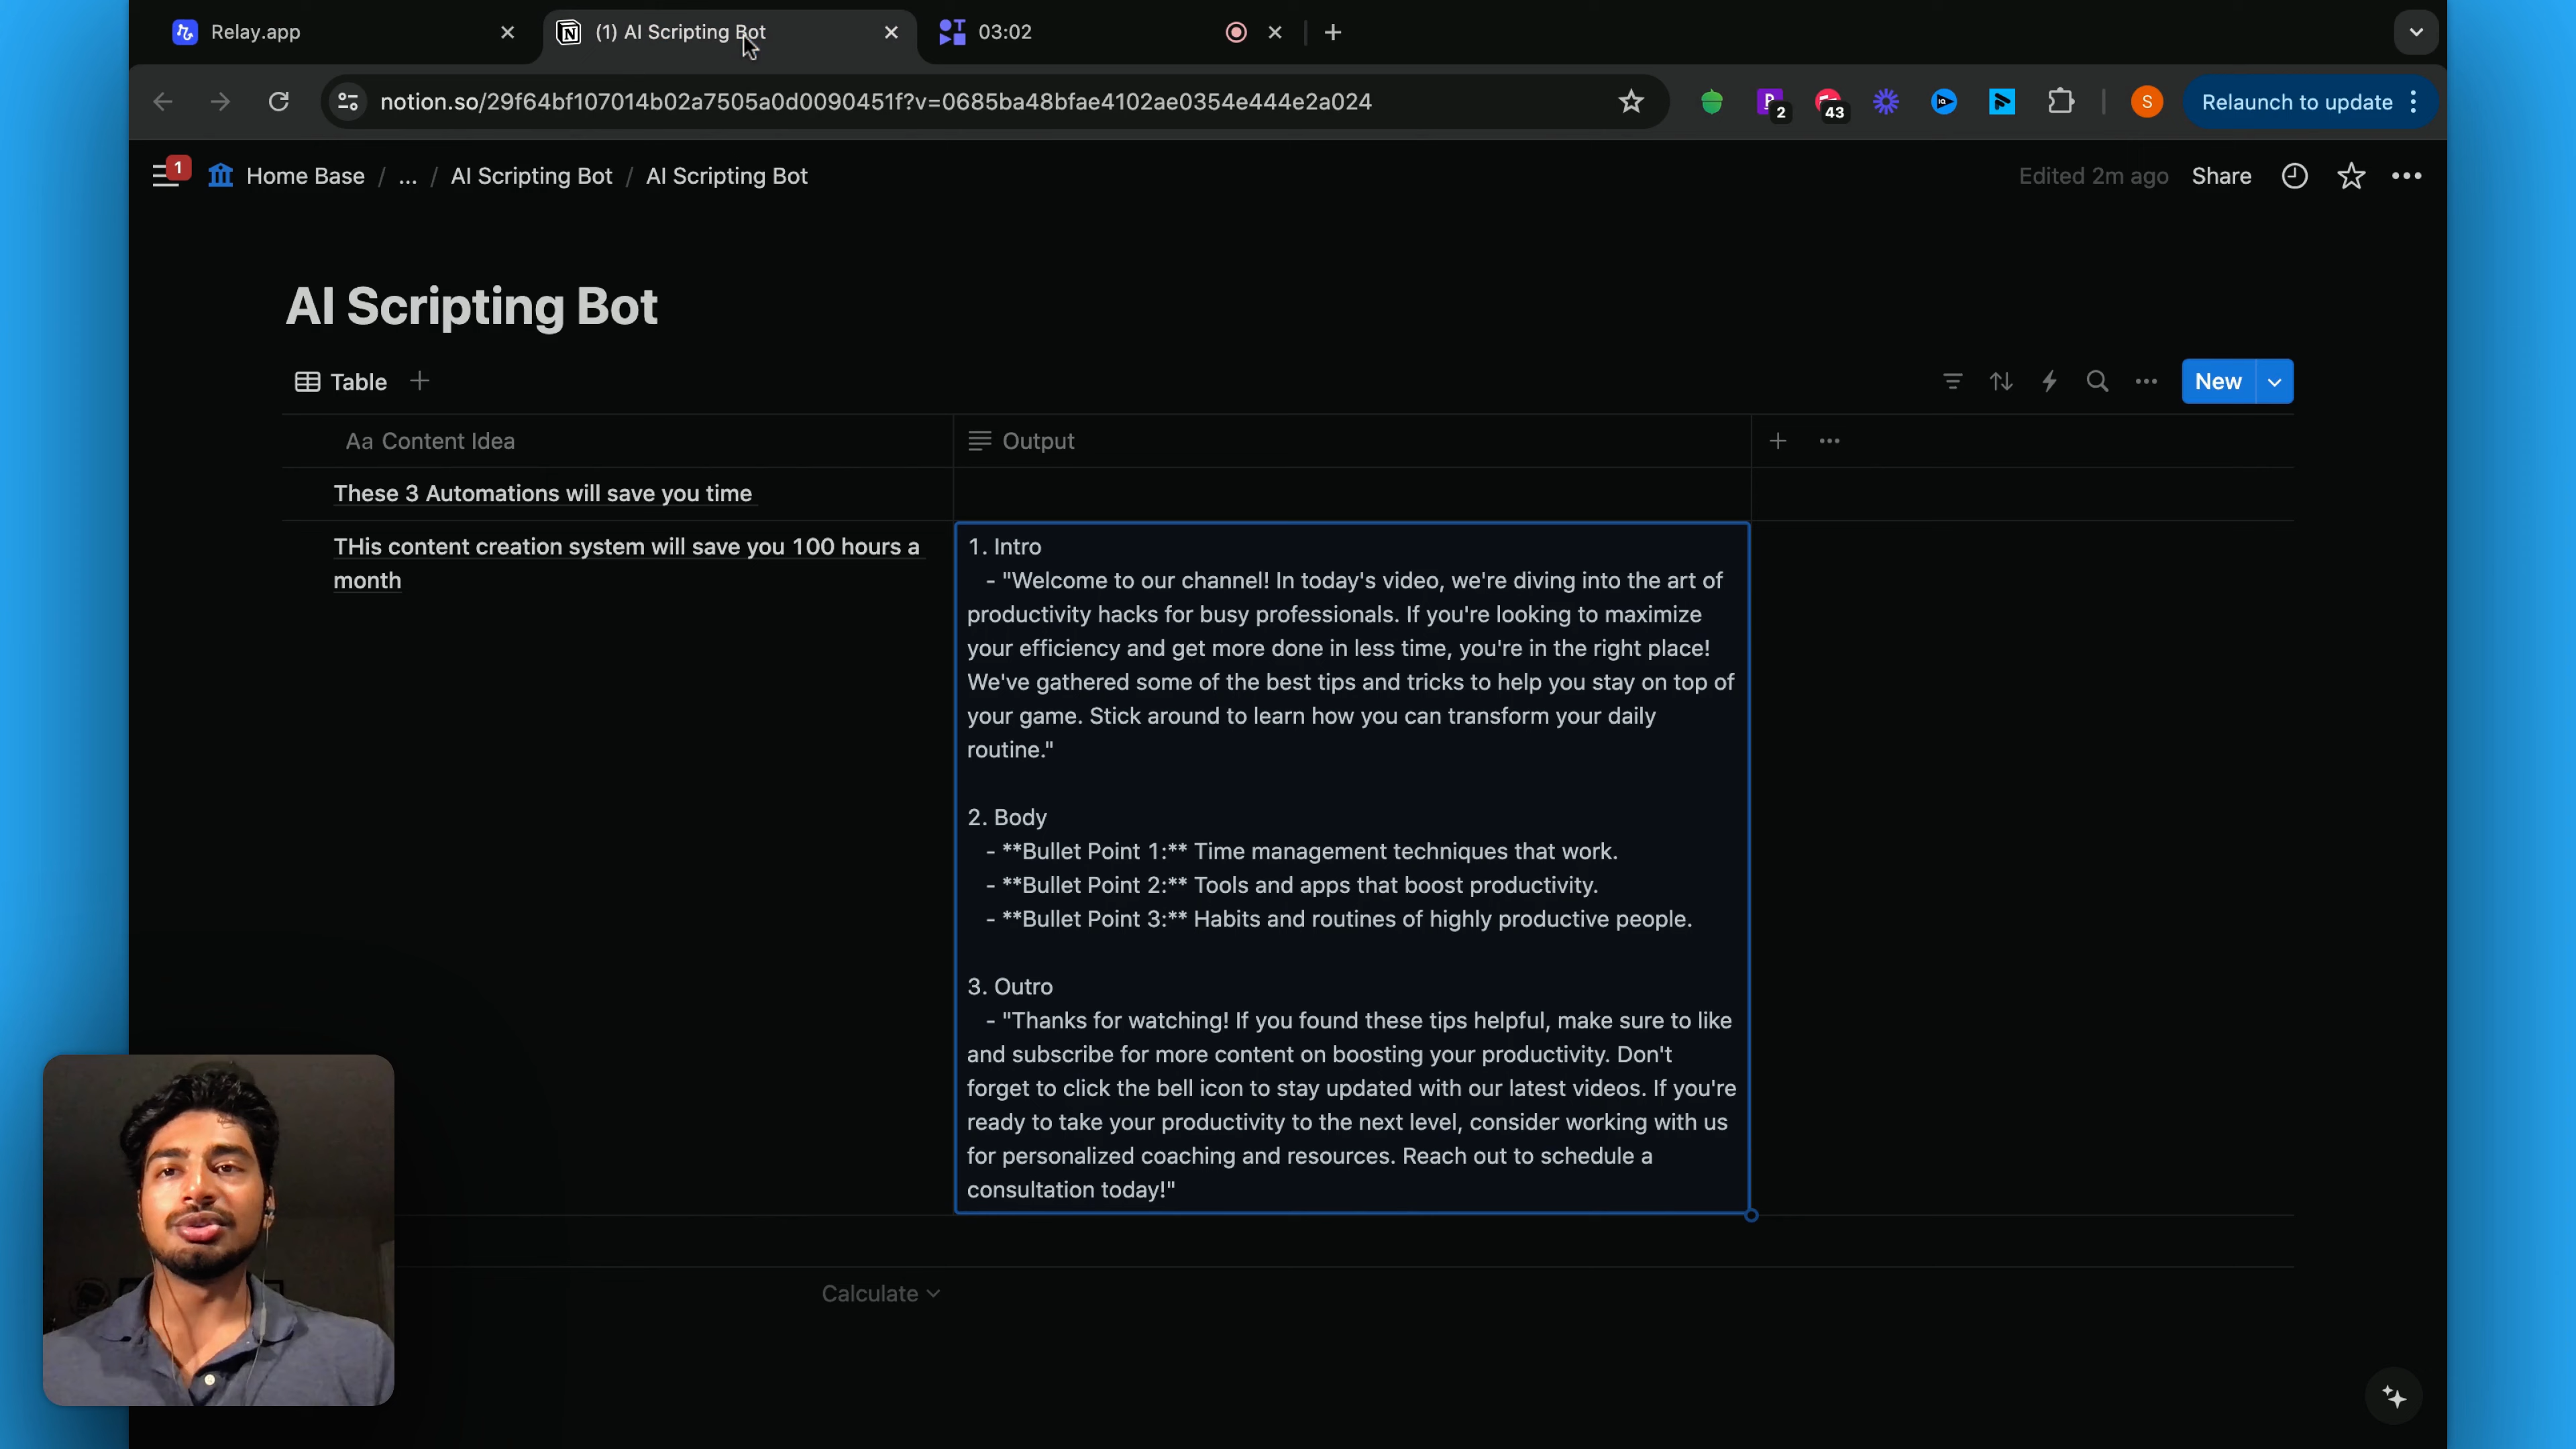 Relay.app
(1) AI Scripting Bot
03:02
notion.so/29f64bf107014b02a7505a0d0090451f?v=0685ba48bfae4102ae0354e444e2a024
2
43
S
Relaunch to update
1
Home Base / ... / AI Scripting Bot / AI Scripting Bot
Edited 2m ago
Share
AI Scripting Bot
Table
New
Aa Content Idea
Output
These 3 Automations will save you time
THis content creation system will save you 100 hours a
month
1. Intro
- "Welcome to our channel! In today's video, we're diving into the art of
productivity hacks for busy professionals. If you're looking to maximize
your efficiency and get more done in less time, you're in the right place!
We've gathered some of the best tips and tricks to help you stay on top of
your game. Stick around to learn how you can transform your daily
routine."
2. Body
- **Bullet Point 1:** Time management techniques that work.
- **Bullet Point 2:** Tools and apps that boost productivity.
- **Bullet Point 3:** Habits and routines of highly productive people.
3. Outro
- "Thanks for watching! If you found these tips helpful, make sure to like
and subscribe for more content on boosting your productivity. Don't
forget to click the bell icon to stay updated with our latest videos. If you're
ready to take your productivity to the next level, consider working with us
for personalized coaching and resources. Reach out to schedule a
consultation today!"
Calculate